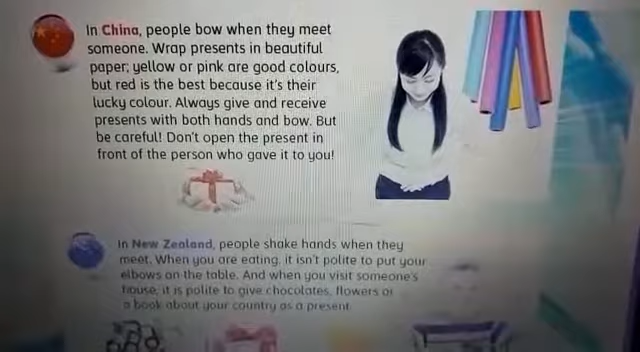 In China, people bow when they meet
someone. Wrap presents in beautiful
paper; yellow or pink are good colours,
but red is the best because it's their
lucky colour. Always give and receive
presents with both hands and bow. But
be careful! Don't open the present in
front of the person who gave it to you!
In New Zealand, people shake hands when they
meet. When you are eating, it isn't polite to put your
elbows on the table. And when you visit someone's
house, it is polite to give chocolates, flowers or
a book about your country as a present.